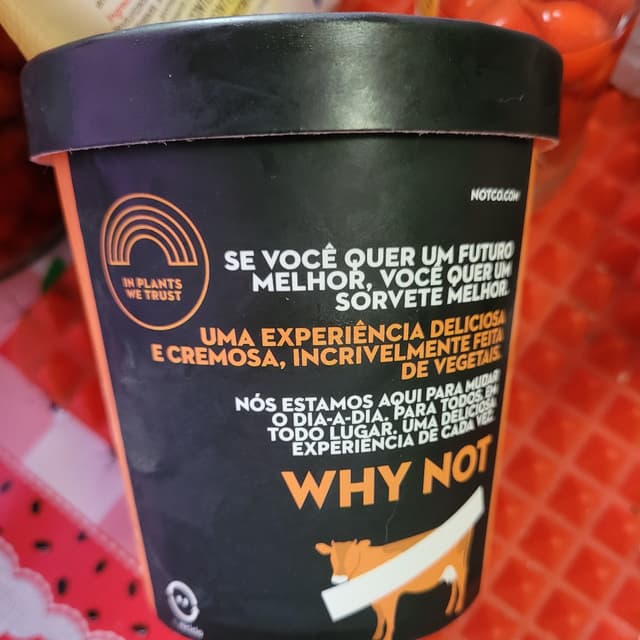 NOTCO.COM
IN PLANTS
WE TRUST
SE VOCÊ QUER UM FUTURO
MELHOR, VOCÊ QUER UM
SORVETE MELHOR.
UMA EXPERIÊNCIA DELICIOSA
E CREMOSA, INCRIVELMENTE FEITA
DE VEGETAIS.
NÓS ESTAMOS AQUI PARA MUDAR
O DIA-A-DIA. PARA TODOS, EM
TODO LUGAR. UMA DELICIOSA
EXPERIÊNCIA DE CADA VEZ.
WHY NOT